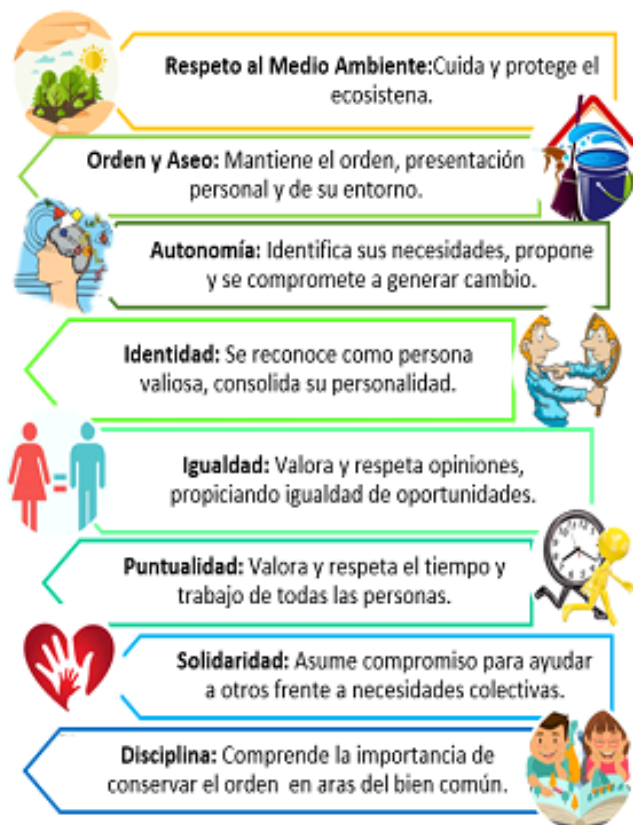 Respeto al Medio Ambiente:Cuida y protege el
ecosistena.
Orden y Aseo: Mantiene el orden, presentación
personal y de su entorno.
Autonomía: Identifica sus necesidades, propone
y se compromete a generar cambio.
Identidad: Se reconoce como persona
valiosa, consolida su personalidad.
Igualdad: Valora y respeta opiniones,
propiciando igualdad de oportunidades.
Puntualidad: Valora y respeta el tiempo y
trabajo de todas las personas.
Solidaridad: Asume compromiso para ayudar
a otros frente a necesidades colectivas.
Disciplina: Comprende la importancia de
conservar el orden en aras del bien común.